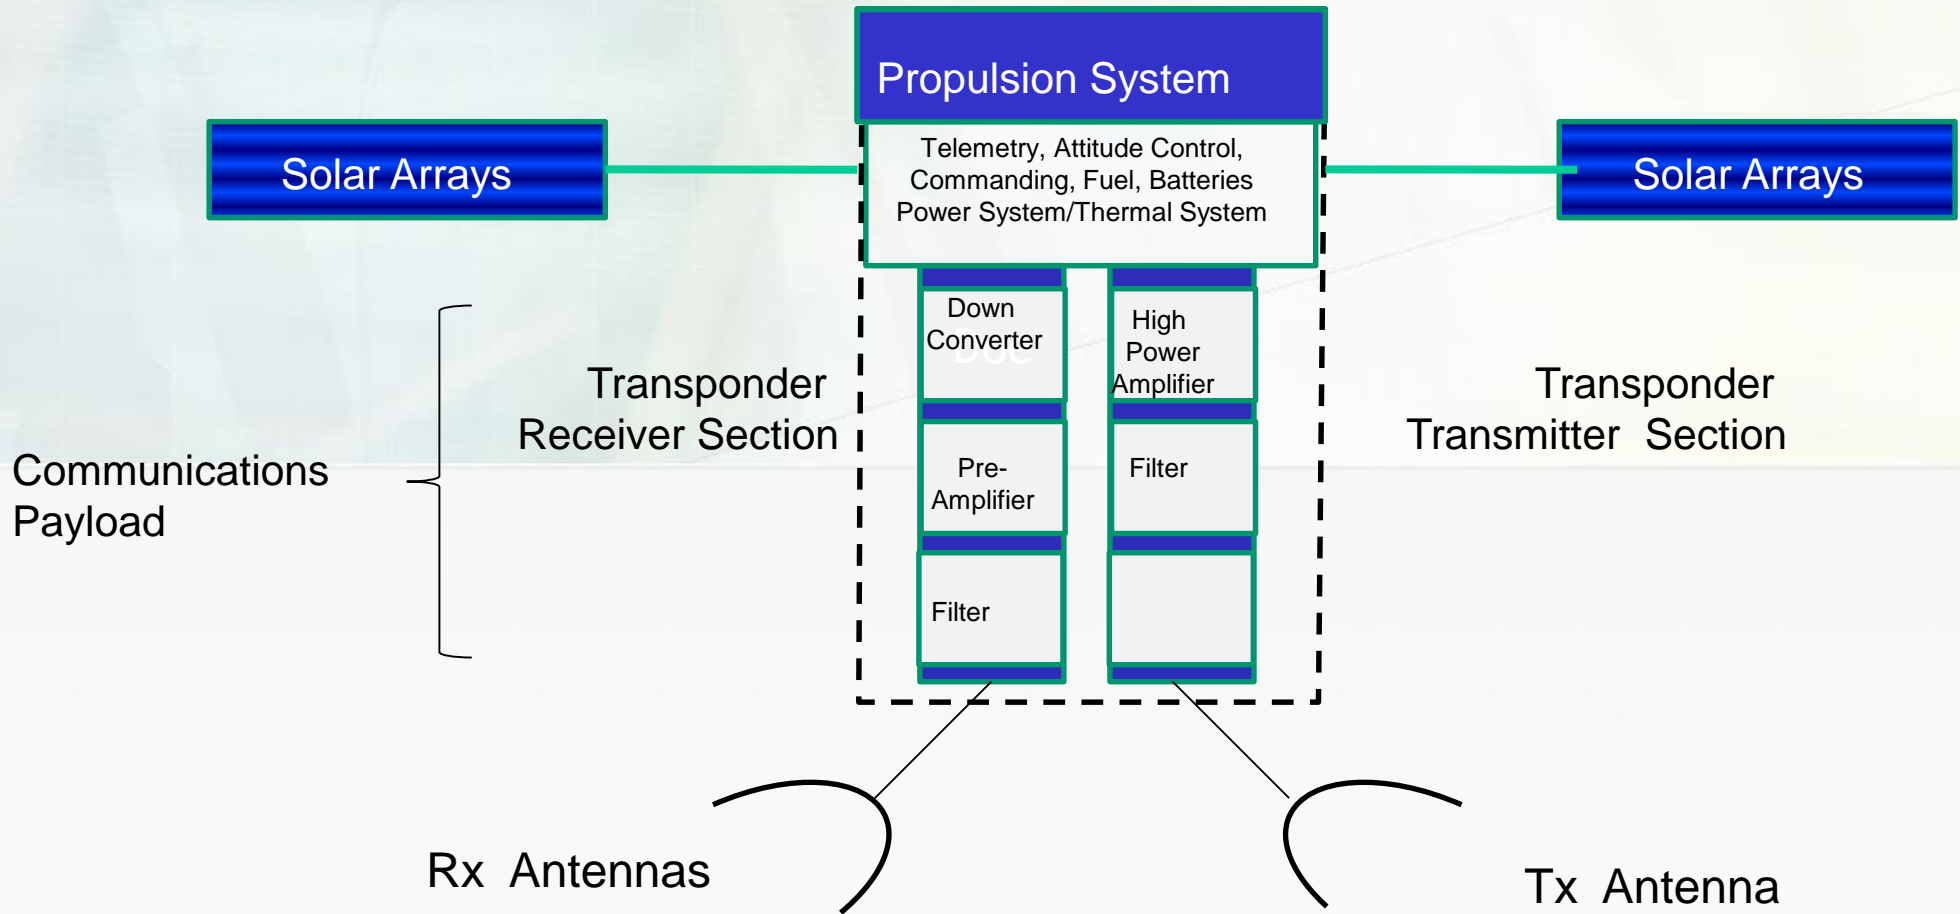 Propulsion System
Solar Arrays
Telemetry, Attitude Control,
Commanding, Fuel, Batteries
Power System/Thermal System
Solar Arrays
Communications
Payload
Transponder
Receiver Section
Down
Converter
Doc
Pre-
Amplifier
Filter
High
Power
Amplifier
Filter
Transponder
Transmitter Section
Rx Antennas
Tx Antenna